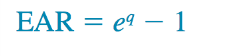 EAR = e^q − 1